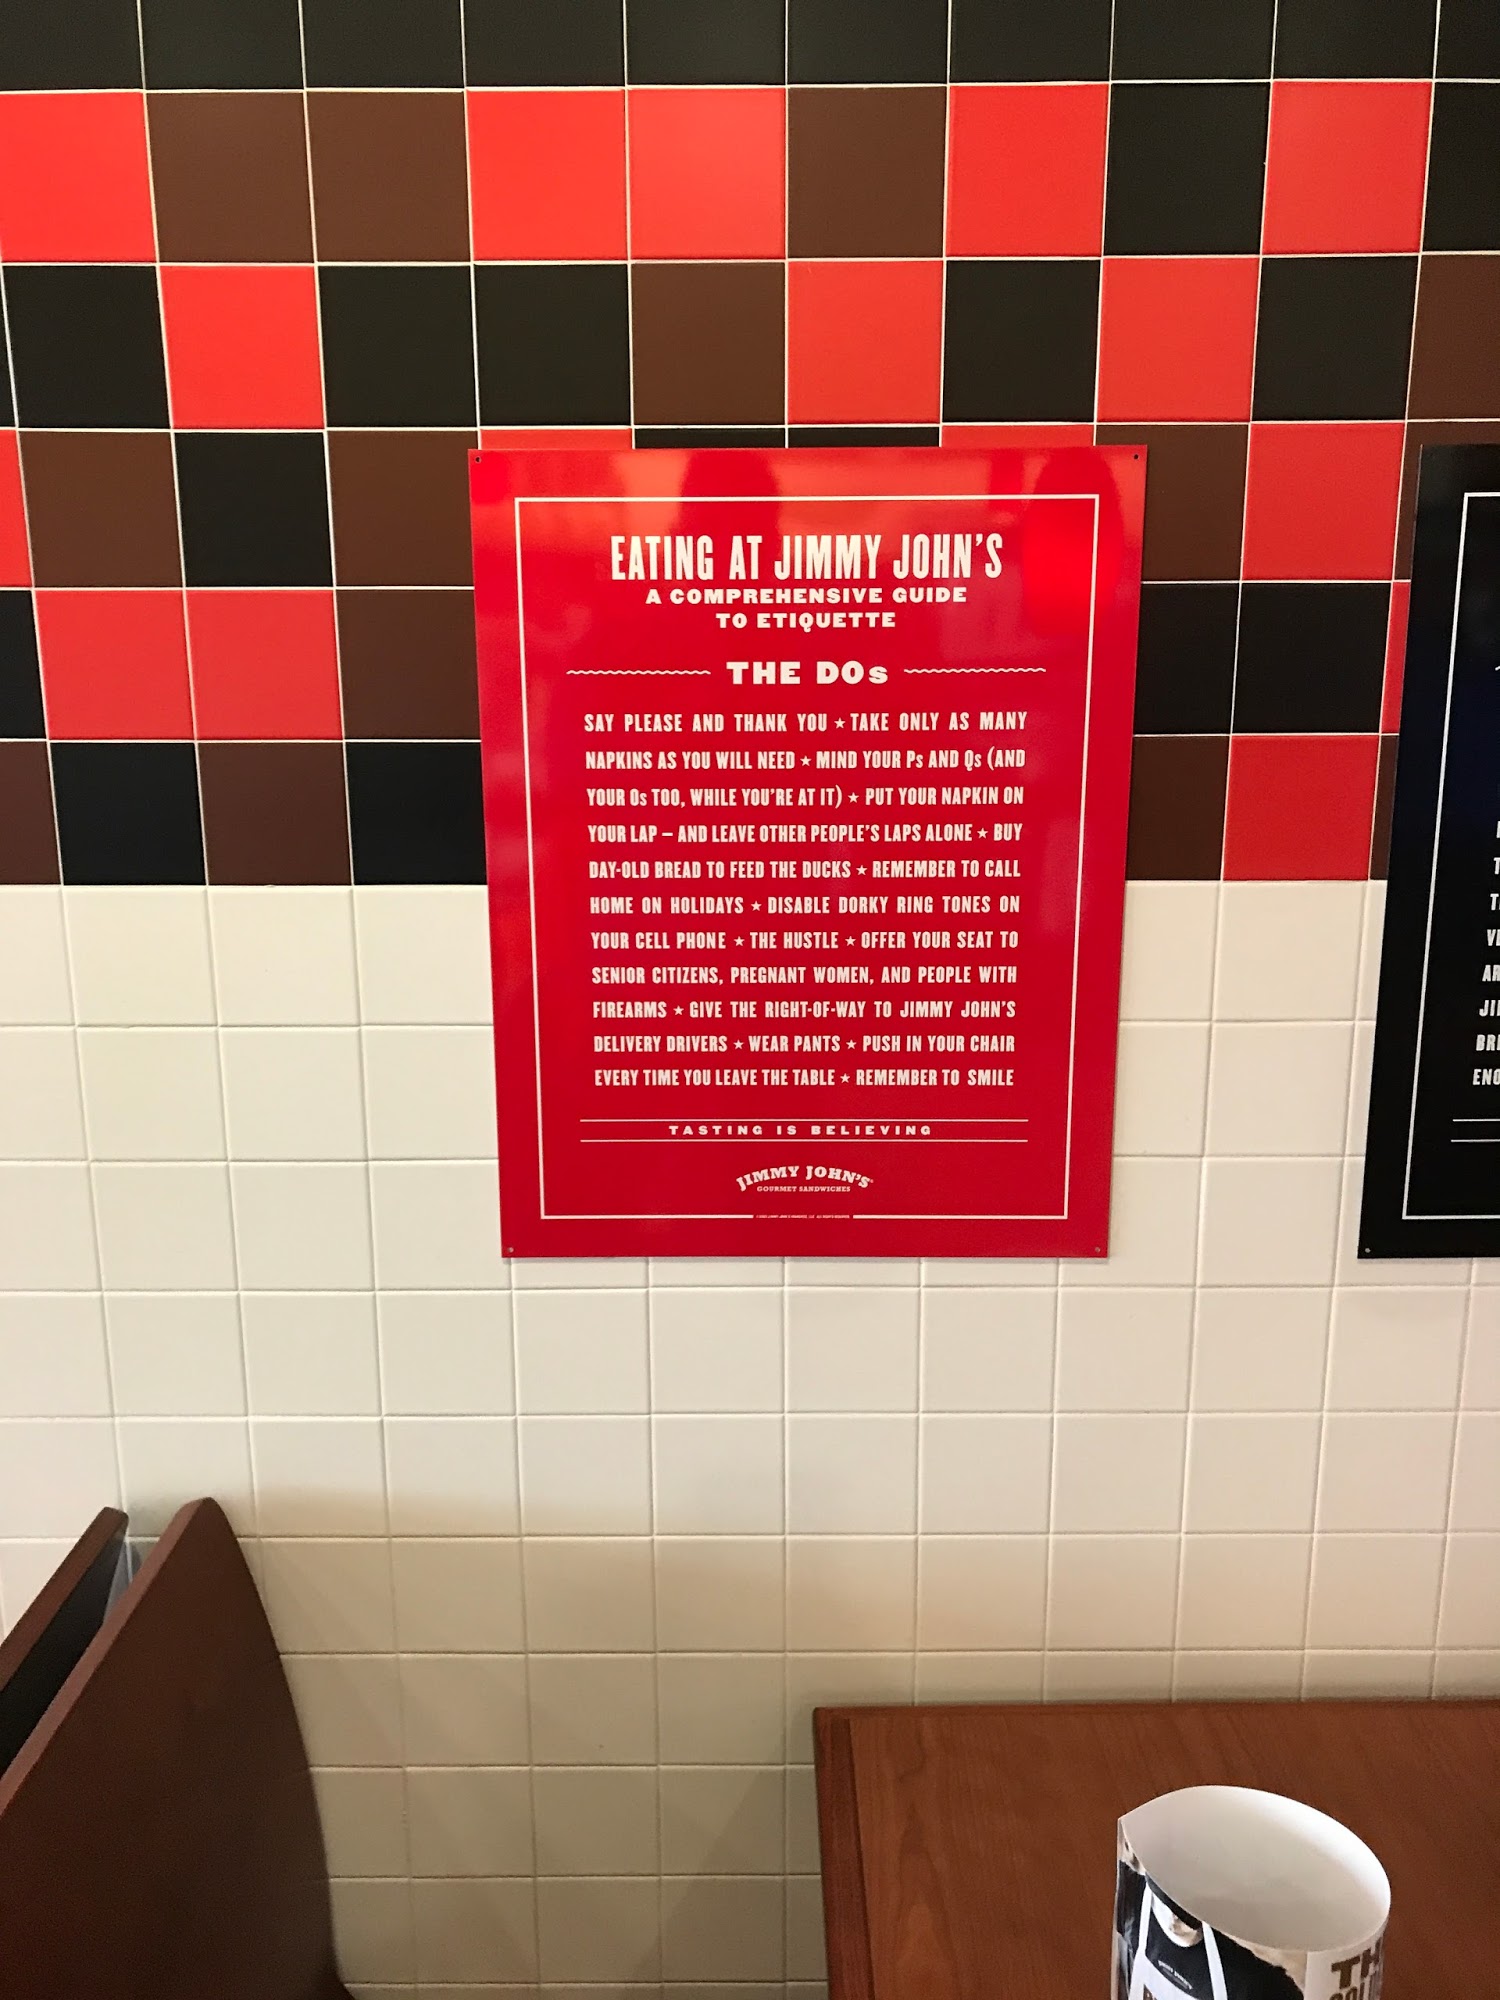 EATING AT JIMMY JOHN'S
A COMPREHENSIVE GUIDE
TO ETIQUETTE
THE DOs
SAY PLEASE AND THANK YOU ★ TAKE ONLY AS MANY
NAPKINS AS YOU WILL NEED ★ MIND YOUR Ps AND Qs (AND
YOUR Os TOO, WHILE YOU'RE AT IT) ★ PUT YOUR NAPKIN ON
YOUR LAP – AND LEAVE OTHER PEOPLE'S LAPS ALONE ★ BUY
DAY-OLD BREAD TO FEED THE DUCKS ★ REMEMBER TO CALL
HOME ON HOLIDAYS ★ DISABLE DORKY RING TONES ON
YOUR CELL PHONE ★ THE HUSTLE ★ OFFER YOUR SEAT TO
SENIOR CITIZENS, PREGNANT WOMEN, AND PEOPLE WITH
FIREARMS ★ GIVE THE RIGHT-OF-WAY TO JIMMY JOHN'S
DELIVERY DRIVERS ★ WEAR PANTS ★ PUSH IN YOUR CHAIR
EVERY TIME YOU LEAVE THE TABLE ★ REMEMBER TO SMILE
TASTING IS BELIEVING
JIMMY JOHN'S®
GOURMET SANDWICHES